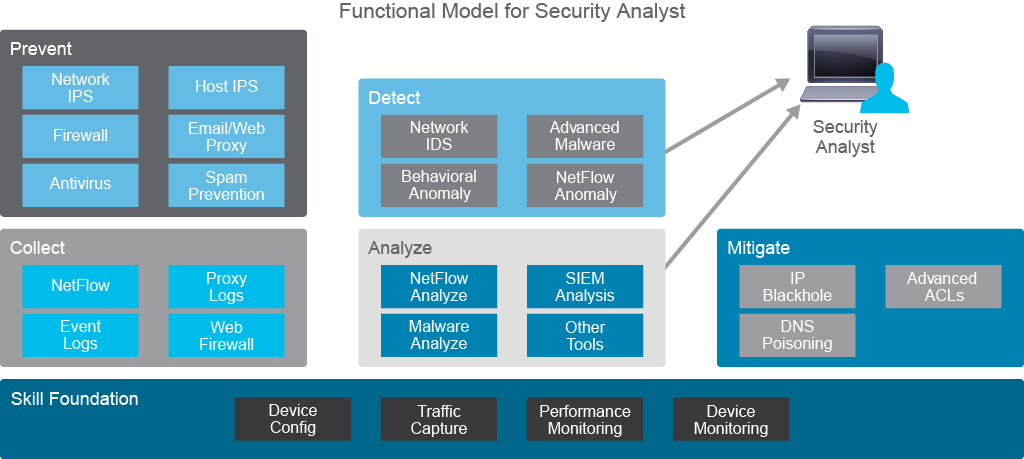 Functional Model for Security Analyst
Prevent
Network
IPS
Host IPS
Firewall
Email/Web
Proxy
Antivirus
Spam
Prevention
Detect
Network
IDS
Advanced
Malware
Behavioral
Anomaly
NetFlow
Anomaly
Security
Analyst
Collect
NetFlow
Proxy
Logs
Event
Logs
Web
Firewall
Analyze
NetFlow
Analyze
SIEM
Analysis
Malware
Analyze
Other
Tools
Mitigate
IP
Blackhole
Advanced
ACLs
DNS
Poisoning
Skill Foundation
Device
Config
Traffic
Capture
Performance
Monitoring
Device
Monitoring